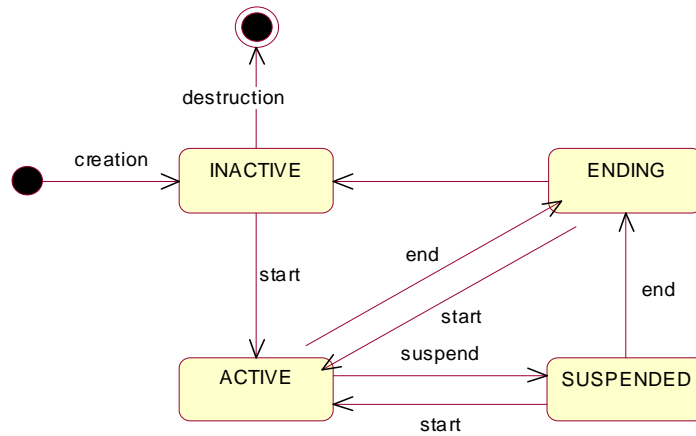 destruction
creation
INACTIVE
ENDING
end
start
end
start
suspend
ACTIVE
SUSPENDED
start